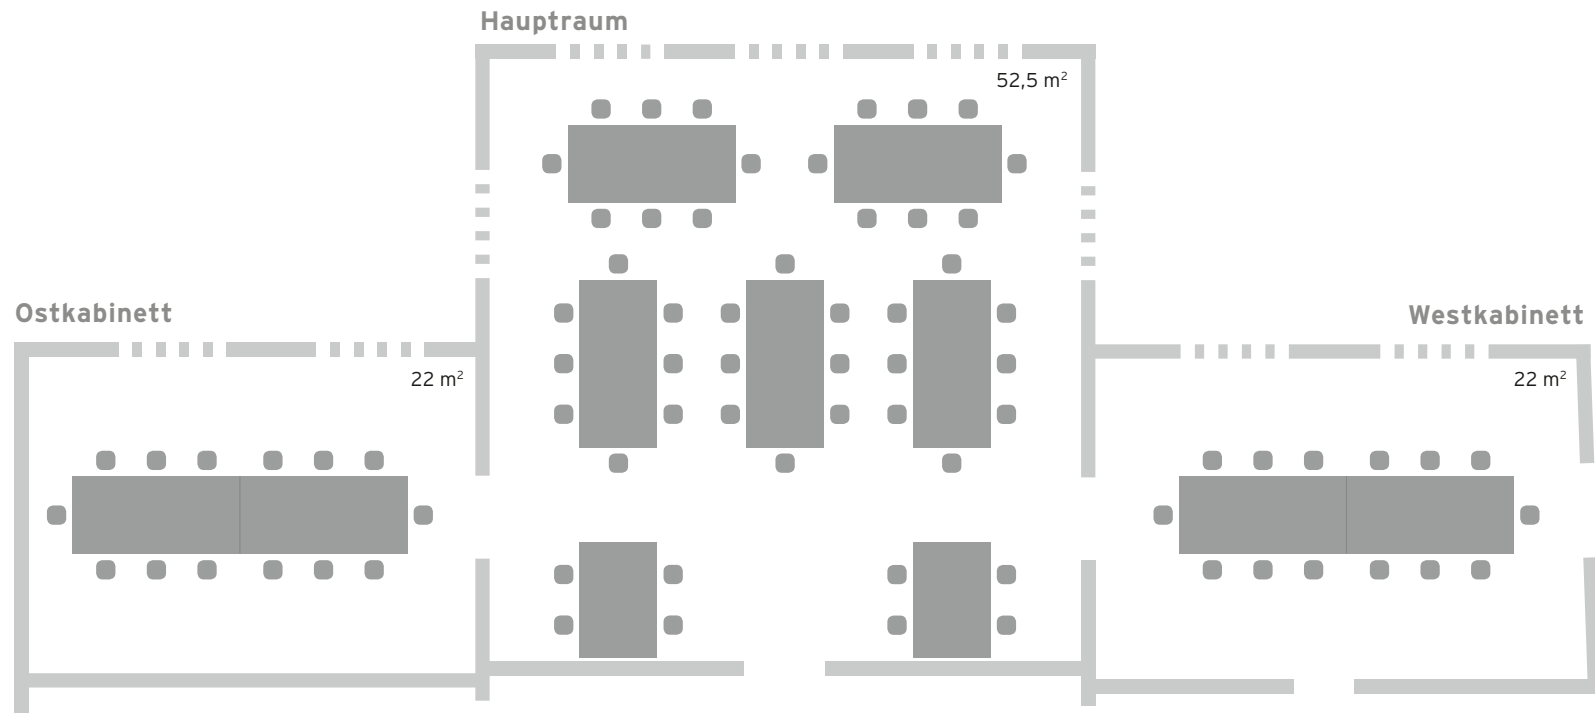 Hauptraum
52,5 m²
Ostkabinett
Westkabinett
22 m²
22 m²